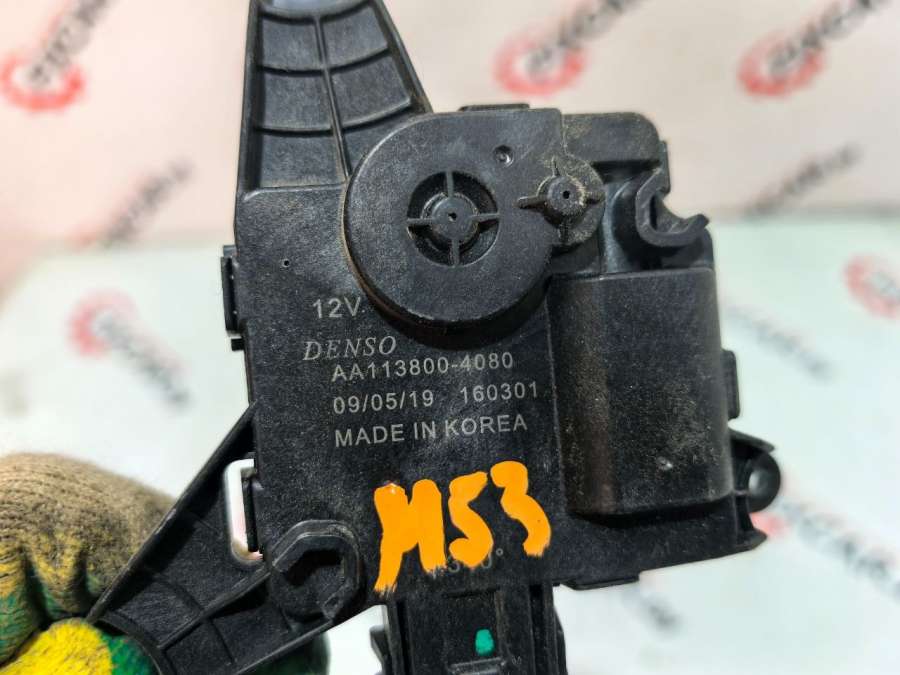 12V
DENSO
AA113800-4080
09/05/19 160301
MADE IN KOREA
M53